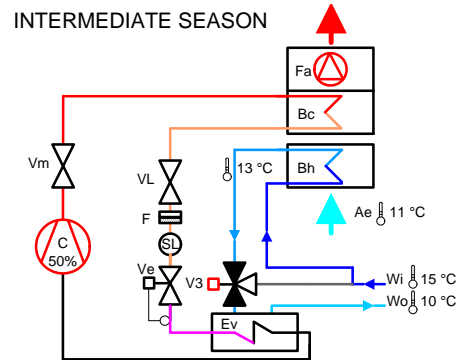 INTERMEDIATE SEASON
Fa
Bc
Vm
VL
13 °C
Bh
F
Ae
11 °C
C
50%
SL
Ve
V3
Wi
15 °C
Wo
10 °C
Ev